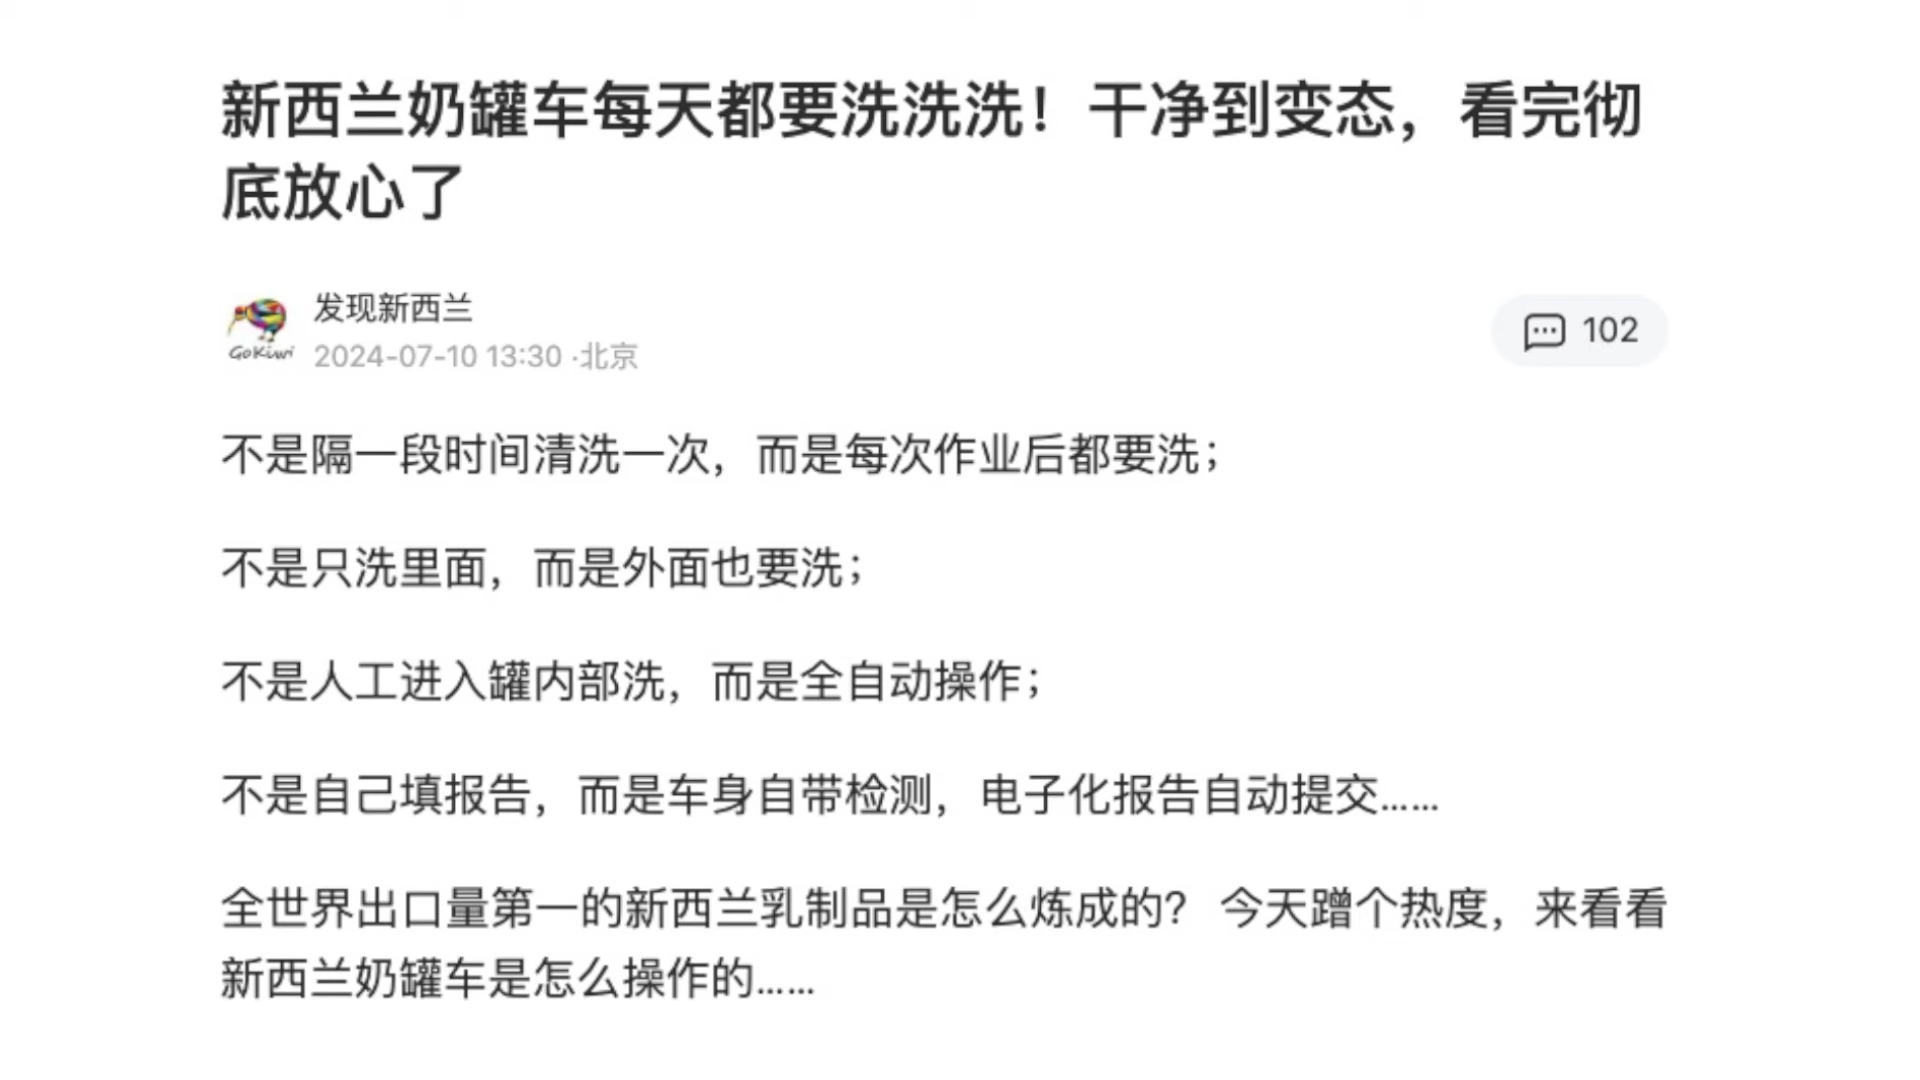 新西兰奶罐车每天都要洗洗洗！干净到变态，看完彻
底放心了
GoKiwi
发现新西兰
2024-07-10 13:30 ·北京
102
不是隔一段时间清洗一次，而是每次作业后都要洗；
不是只洗里面，而是外面也要洗；
不是人工进入罐内部洗，而是全自动操作；
不是自己填报告，而是车身自带检测，电子化报告自动提交……
全世界出口量第一的新西兰乳制品是怎么炼成的？ 今天蹭个热度，来看看
新西兰奶罐车是怎么操作的……